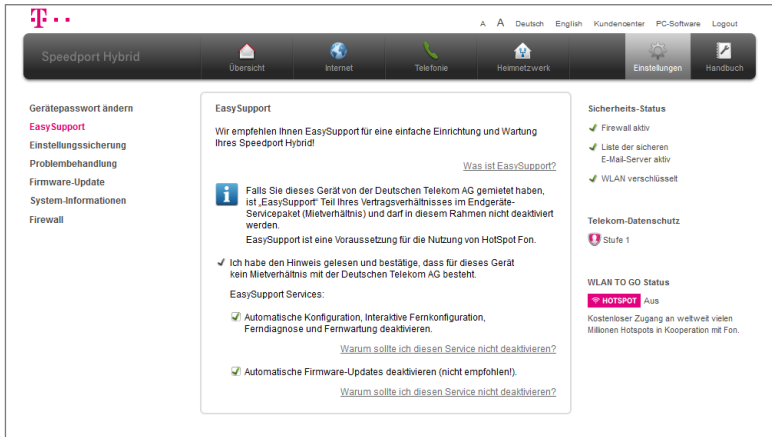 T··
A A Deutsch English Kundencenter PC-Software Logout
Speedport Hybrid
Übersicht
Internet
Telefonie
Heimnetzwerk
Einstellungen
Handbuch
Gerätepasswort ändern
EasySupport
Einstellungssicherung
Problembehandlung
Firmware-Update
System-Informationen
Firewall
EasySupport
Wir empfehlen Ihnen EasySupport für eine einfache Einrichtung und Wartung
Ihres Speedport Hybrid!
Was ist EasySupport?
Falls Sie dieses Gerät von der Deutschen Telekom AG gemietet haben,
ist „EasySupport" Teil Ihres Vertragsverhältnisses im Endgeräte-
Servicepaket (Mietverhältnis) und darf in diesem Rahmen nicht deaktiviert
werden.
EasySupport ist eine Voraussetzung für die Nutzung von HotSpot Fon.
Ich habe den Hinweis gelesen und bestätige, dass für dieses Gerät
kein Mietverhältnis mit der Deutschen Telekom AG besteht.
EasySupport Services:
Automatische Konfiguration, Interaktive Fernkonfiguration,
Ferndiagnose und Fernwartung deaktivieren.
Warum sollte ich diesen Service nicht deaktivieren?
Automatische Firmware-Updates deaktivieren (nicht empfohlen!).
Warum sollte ich diesen Service nicht deaktivieren?
Sicherheits-Status
Firewall aktiv
Liste der sicheren
E-Mail-Server aktiv
WLAN verschlüsselt
Telekom-Datenschutz
Stufe 1
WLAN TO GO Status
HOTSPOT Aus
Kostenloser Zugang an weltweit vielen
Millionen Hotspots in Kooperation mit Fon.